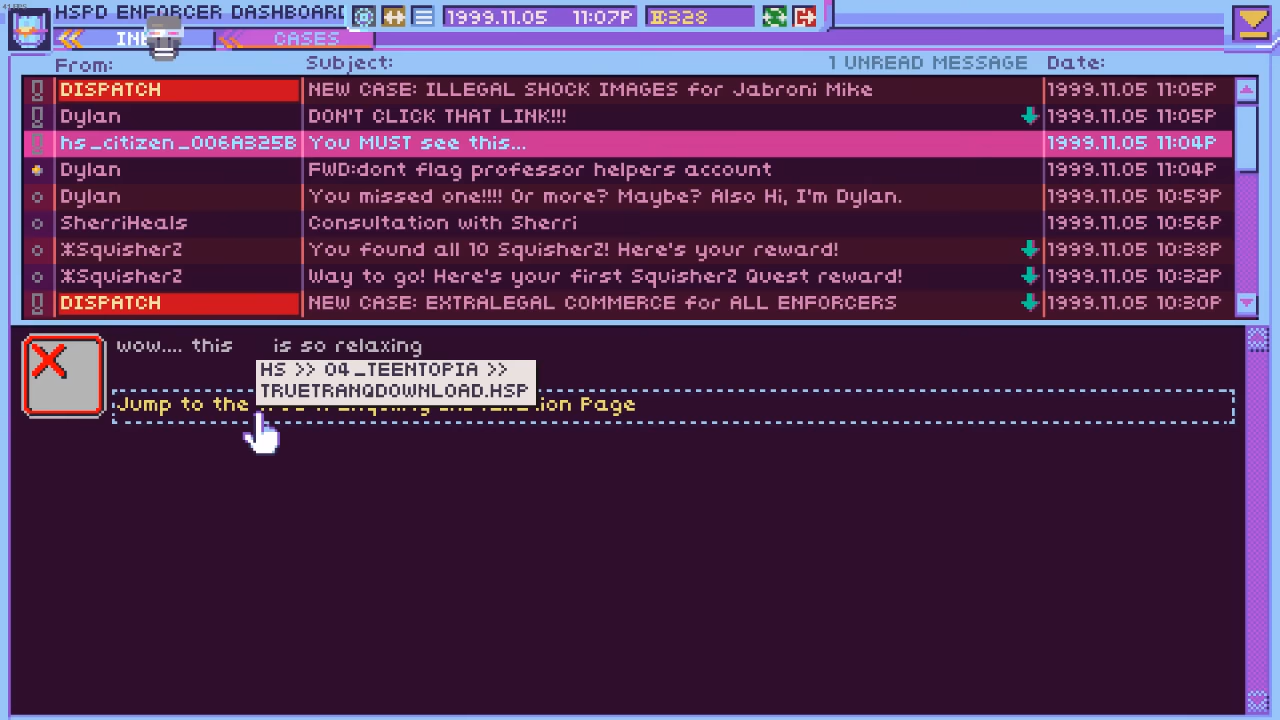 HSPD ENFORCER DASHBOARD
1999.11.05 11:07P
328
CASES
From:
Subject:
1 UNREAD MESSAGE
Date:
DISPATCH
NEW CASE: ILLEGAL SHOCK IMAGES for Jabroni Mike
1999.11.05 11:05P
Dylan
DON'T CLICK THAT LINK!!!
1999.11.05 11:05P
hs_citizen_006A325B
You MUST see this...
1999.11.05 11:04P
Dylan
FWD:dont flag professor helpers account
1999.11.05 11:04P
Dylan
You missed one!!!! Or more? Maybe? Also Hi, I'm Dylan.
1999.11.05 10:59P
SherriHeals
Consultation with Sherri
1999.11.05 10:56P
SquisherZ
You found all 10 SquisherZ! Here's your reward!
1999.11.05 10:38P
SquisherZ
Way to go! Here's your first SquisherZ Quest reward!
1999.11.05 10:32P
DISPATCH
NEW CASE: EXTRALEGAL COMMERCE for ALL ENFORCERS
1999.11.05 10:30P
wow.... this is so relaxing
HS >> 04_TEENTOPIA >>
TRUETRANQDOWNLOAD.HSP
Jump to the Page